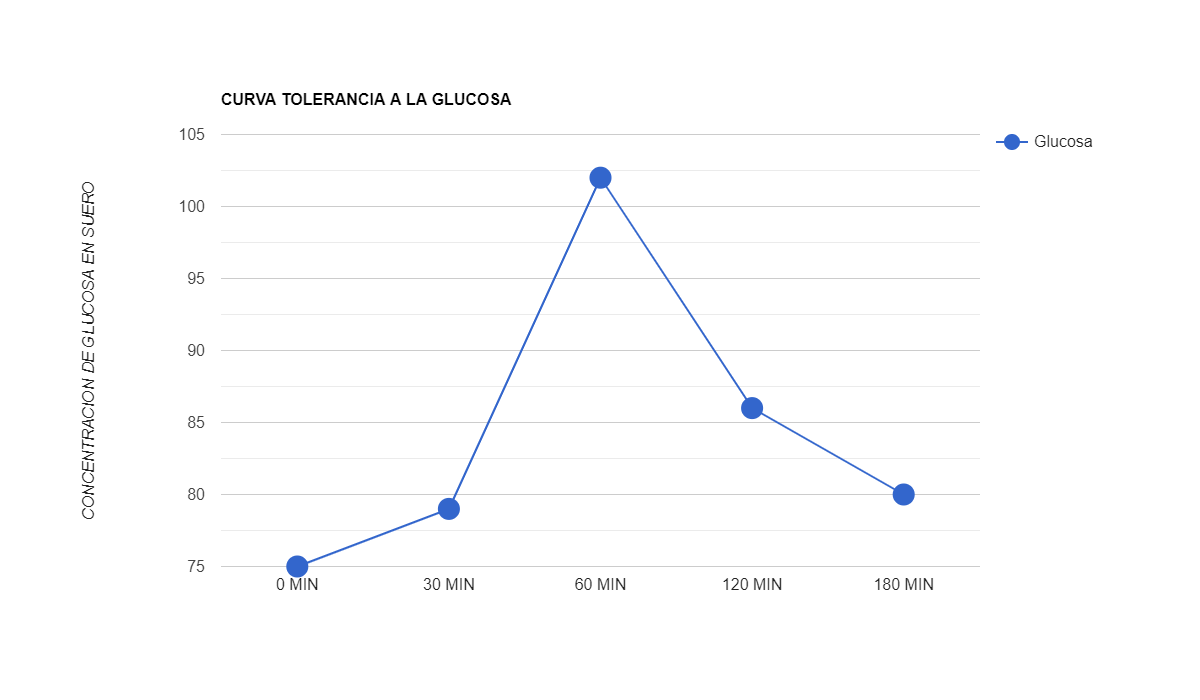 CURVA TOLERANCIA A LA GLUCOSA
Glucosa
CONCENTRACION DE GLUCOSA EN SUERO
105
100
95
90
85
80
75
0 MIN
30 MIN
60 MIN
120 MIN
180 MIN